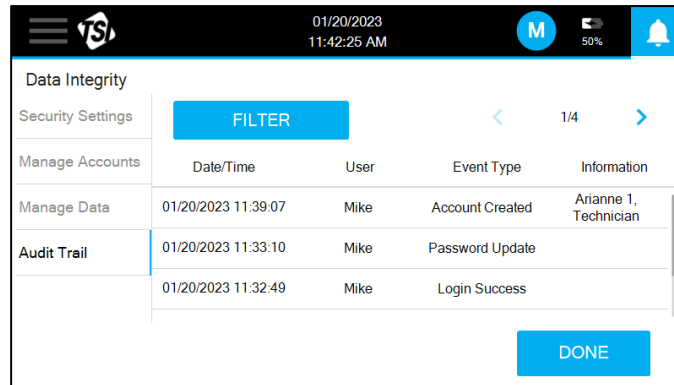 TSI
01/20/2023
11:42:25 AM
M
50%
Data Integrity
Security Settings
Manage Accounts
Manage Data
Audit Trail
FILTER
1/4
Date/Time User Event Type Information
01/20/2023 11:39:07 Mike Account Created Arianne 1,
Technician
01/20/2023 11:33:10 Mike Password Update
01/20/2023 11:32:49 Mike Login Success
DONE